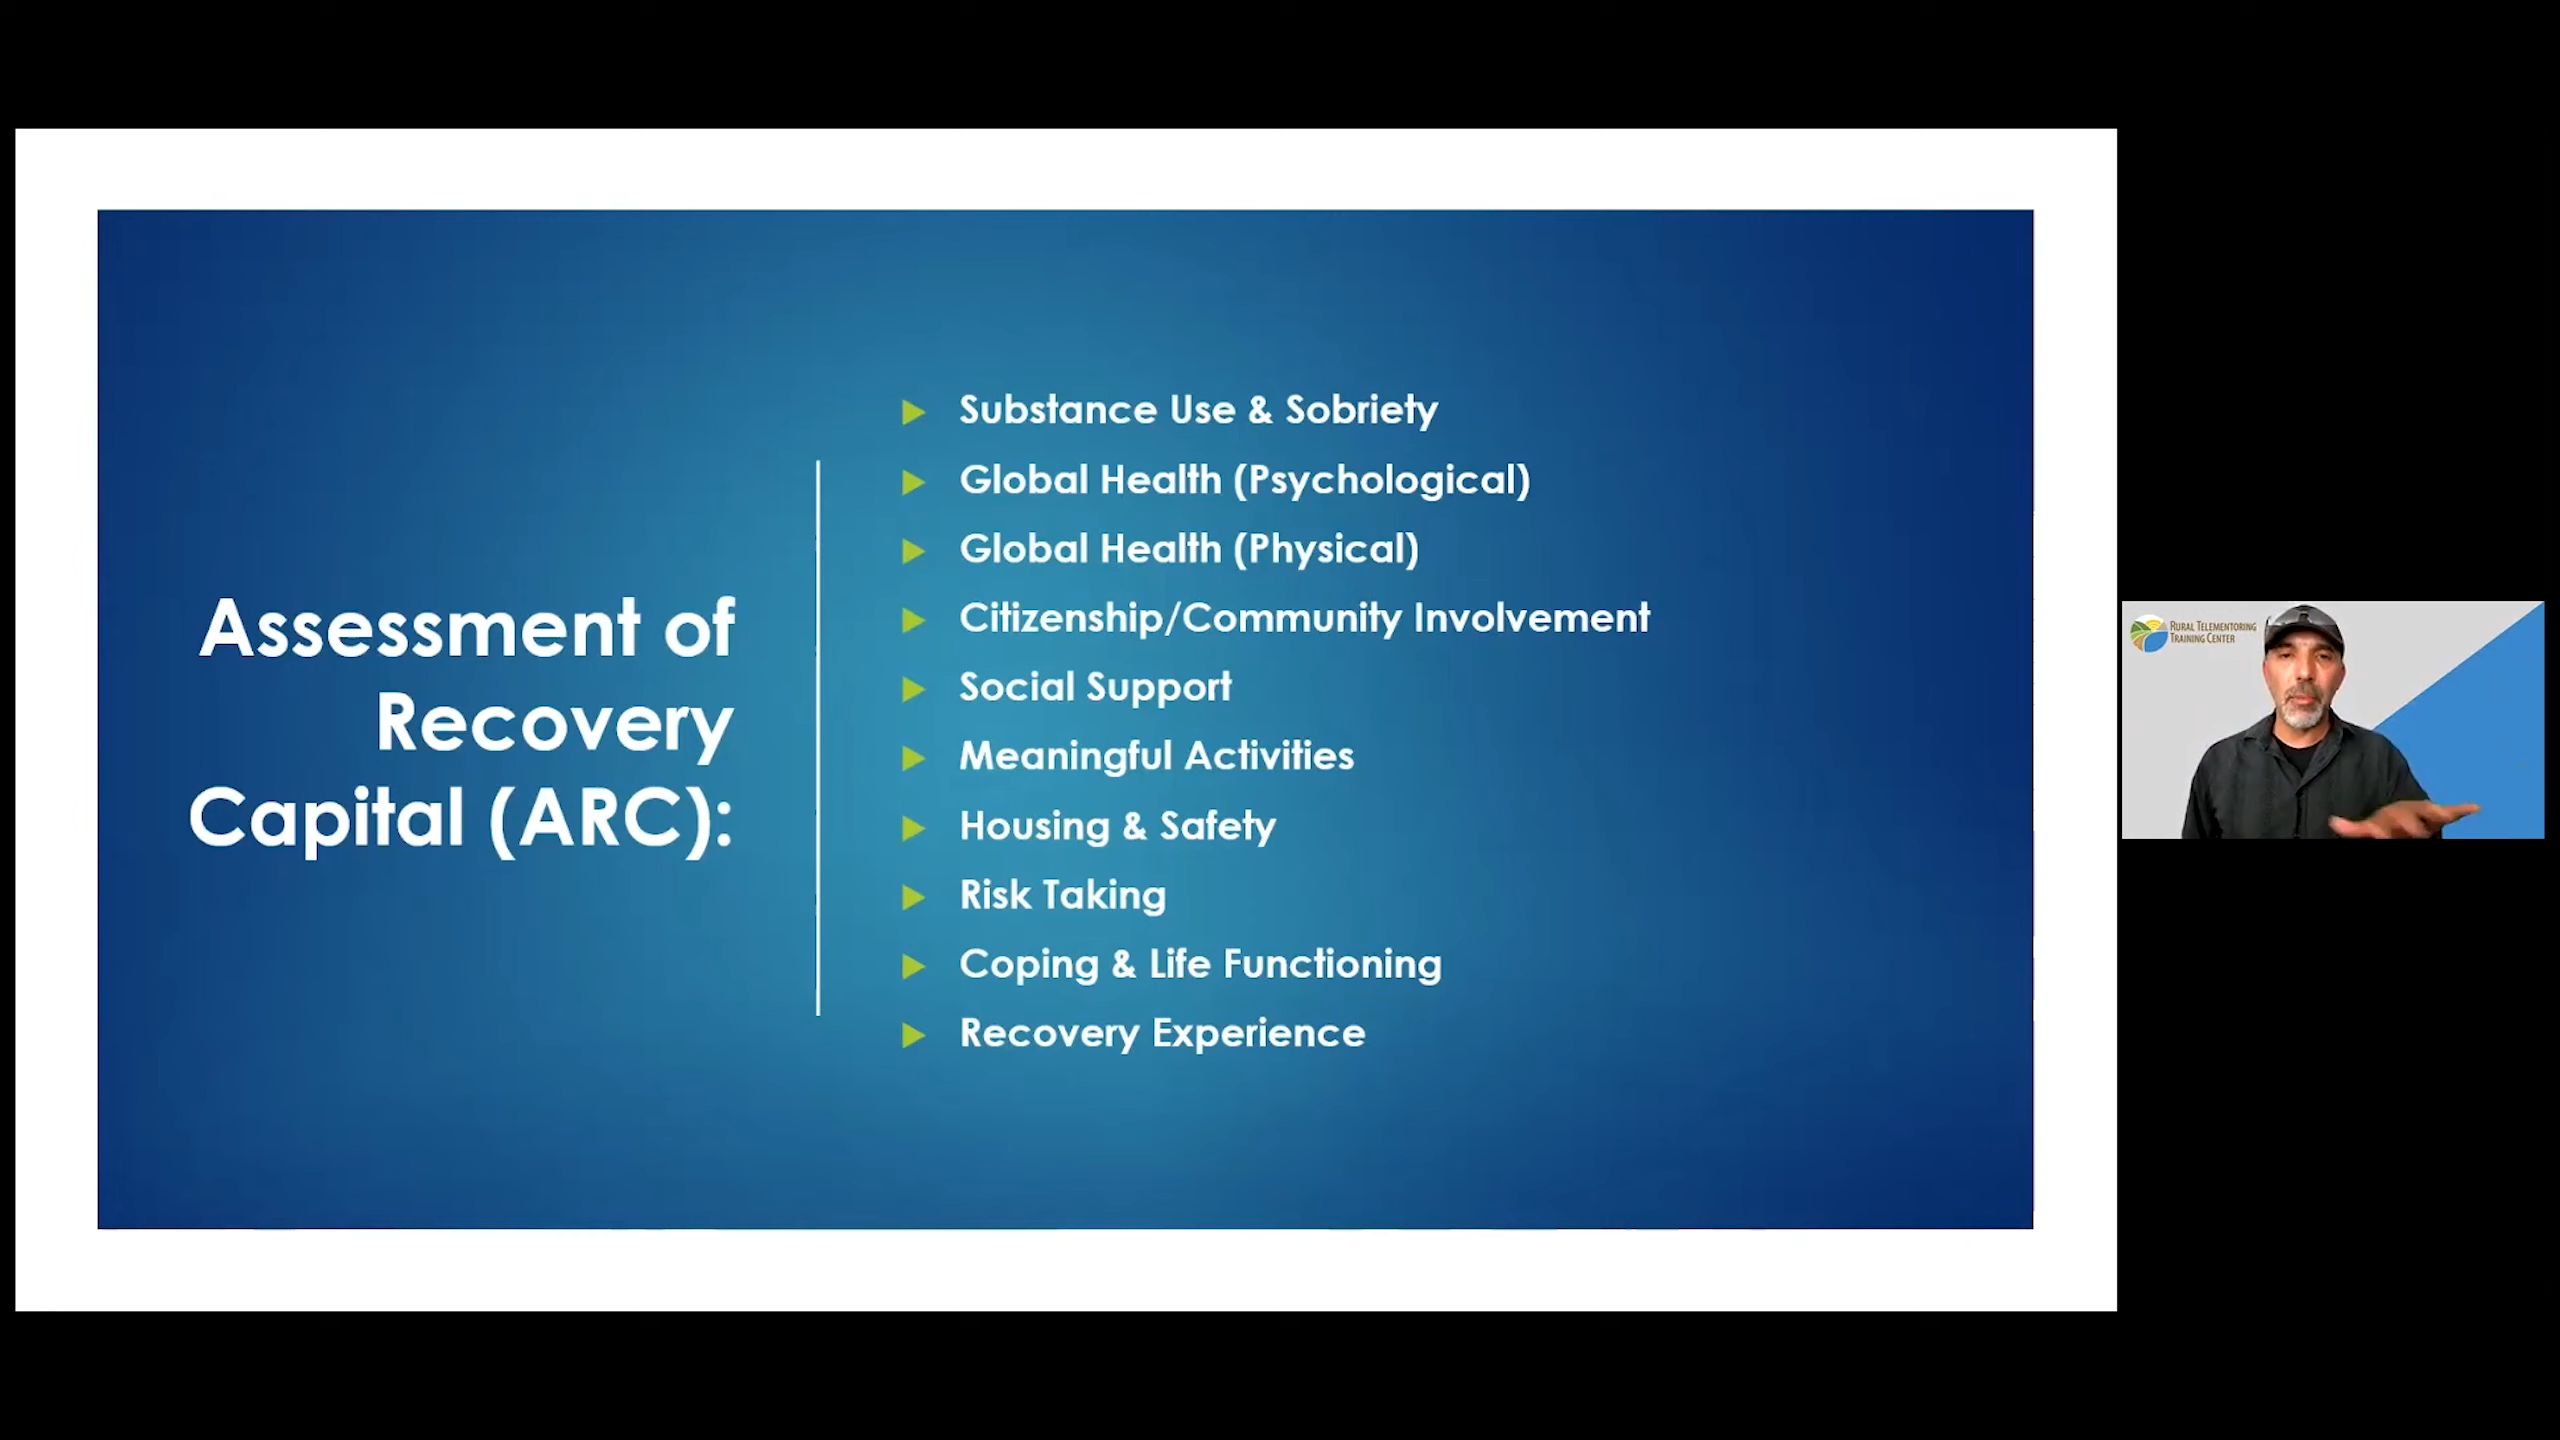 Assessment of
Recovery
Capital (ARC):
Substance Use & Sobriety
Global Health (Psychological)
Global Health (Physical)
Citizenship/Community Involvement
Social Support
Meaningful Activities
Housing & Safety
Risk Taking
Coping & Life Functioning
Recovery Experience
RURAL TELEMENTORING
TRAINING CENTER